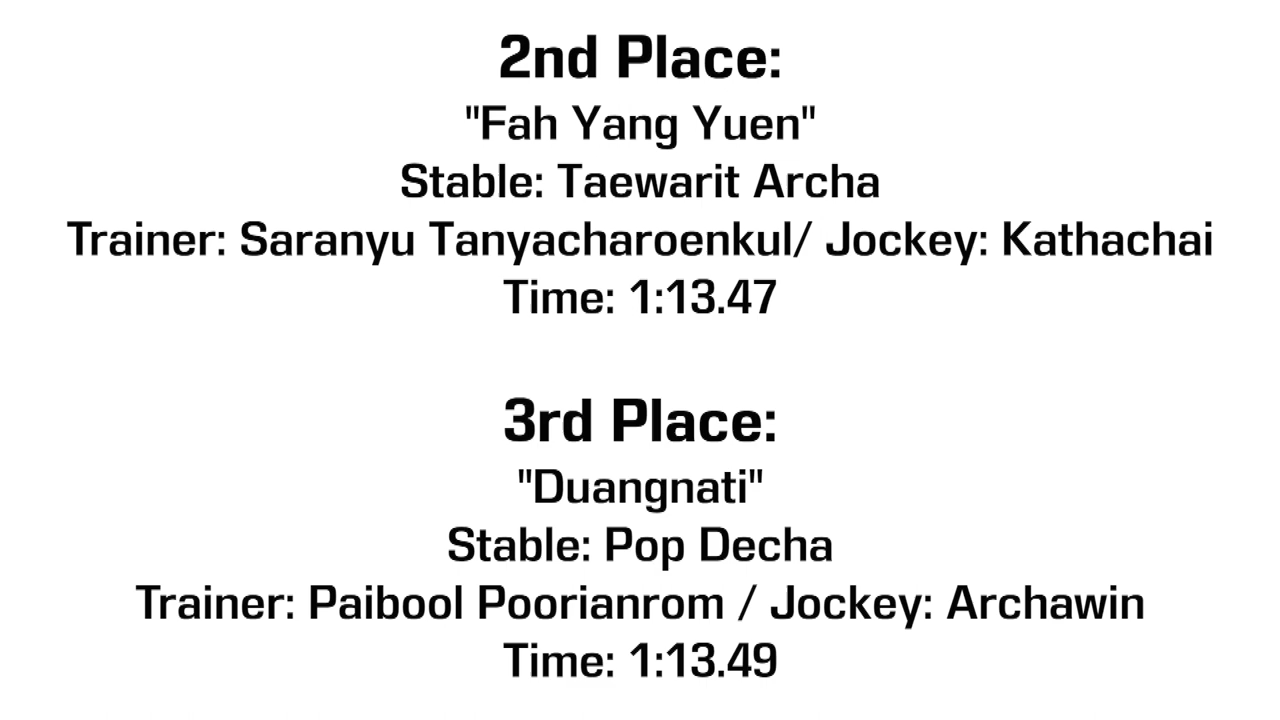 2nd Place:
"Fah Yang Yuen"
Stable: Taewarit Archa
Trainer: Saranyu Tanyacharoenkul/ Jockey: Kathachai
Time: 1:13.47
3rd Place:
"Duangnati"
Stable: Pop Decha
Trainer: Paibool Poorianrom / Jockey: Archawin
Time: 1:13.49